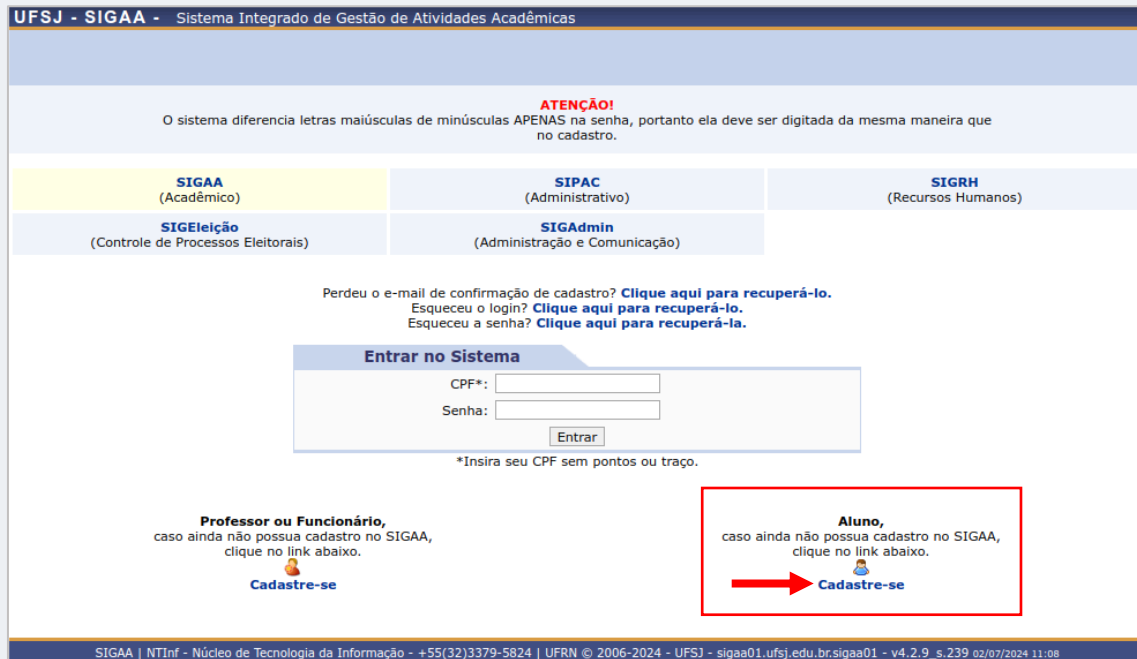 UFSJ - SIGAA - Sistema Integrado de Gestão de Atividades Acadêmicas
ATENÇÃO!
O sistema diferencia letras maiúsculas de minúsculas APENAS na senha, portanto ela deve ser digitada da mesma maneira que
no cadastro.
SIGAA
(Acadêmico)
SIPAC
(Administrativo)
SIGRH
(Recursos Humanos)
SIGEleição
(Controle de Processos Eleitorais)
SIGAdmin
(Administração e Comunicação)
Perdeu o e-mail de confirmação de cadastro? Clique aqui para recuperá-lo.
Esqueceu o login? Clique aqui para recuperá-lo.
Esqueceu a senha? Clique aqui para recuperá-la.
Entrar no Sistema
CPF*:
Senha:
Entrar
*Insira seu CPF sem pontos ou traço.
Professor ou Funcionário,
caso ainda não possua cadastro no SIGAA,
clique no link abaixo.
Cadastre-se
Aluno,
caso ainda não possua cadastro no SIGAA,
clique no link abaixo.
Cadastre-se
SIGAA | NTInf - Núcleo de Tecnologia da Informação - +55(32)3379-5824 | UFRN © 2006-2024 - UFSJ - sigaa01.ufsj.edu.br.sigaa01 - v4.2.9_s.239 02/07/2024 11:08